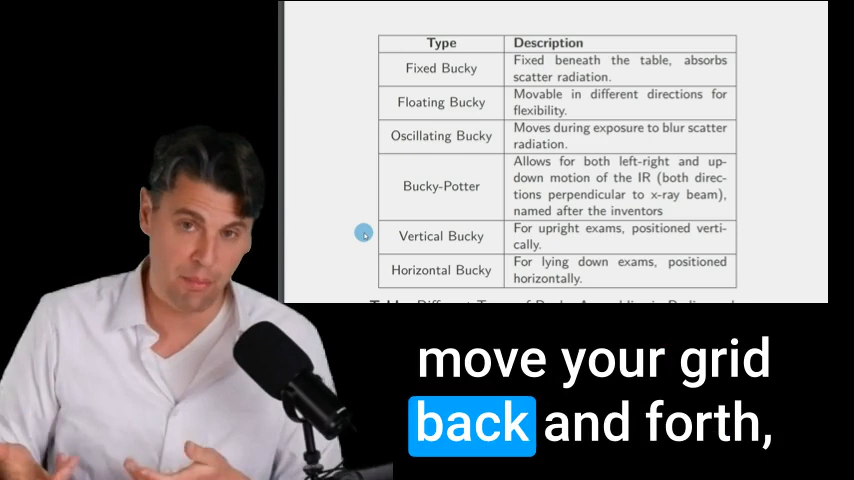 Type Description
Fixed Bucky Fixed beneath the table, absorbs
scatter radiation.
Floating Bucky Movable in different directions for
flexibility.
Oscillating Bucky Moves during exposure to blur scatter
radiation.
Bucky-Potter Allows for both left-right and up-
down motion of the IR (both direc-
tions perpendicular to x-ray beam),
named after the inventors
Vertical Bucky For upright exams, positioned verti-
cally.
Horizontal Bucky For lying down exams, positioned
horizontally.
move your grid
back and forth,